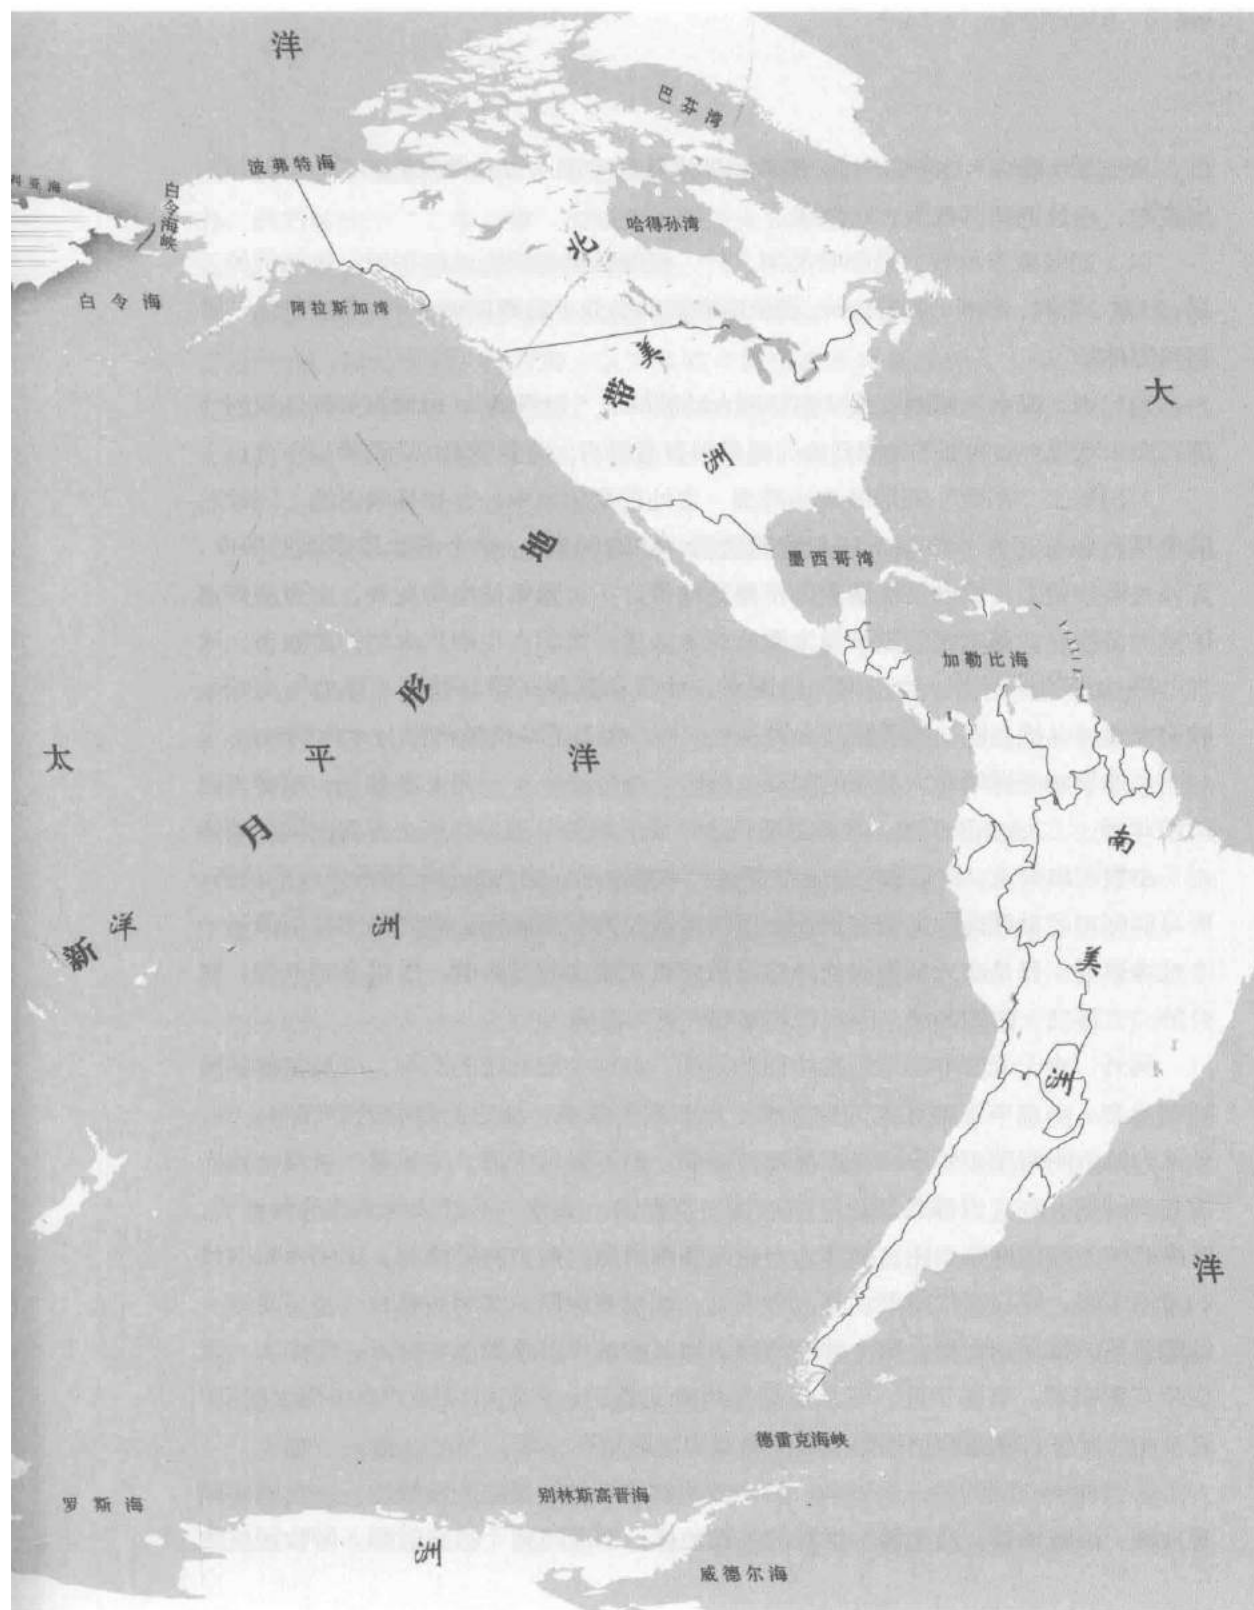 洋
巴芬湾
波弗特海
科亚海
白令海峡
哈得孙湾
北
白令海
阿拉斯加湾
美
带
大
洲
地
墨西哥湾
加勒比海
形
太
平
洋
月
南
洋
新
洲
美
洲
洋
德雷克海峡
别林斯高晋海
罗斯海
洲
威德尔海